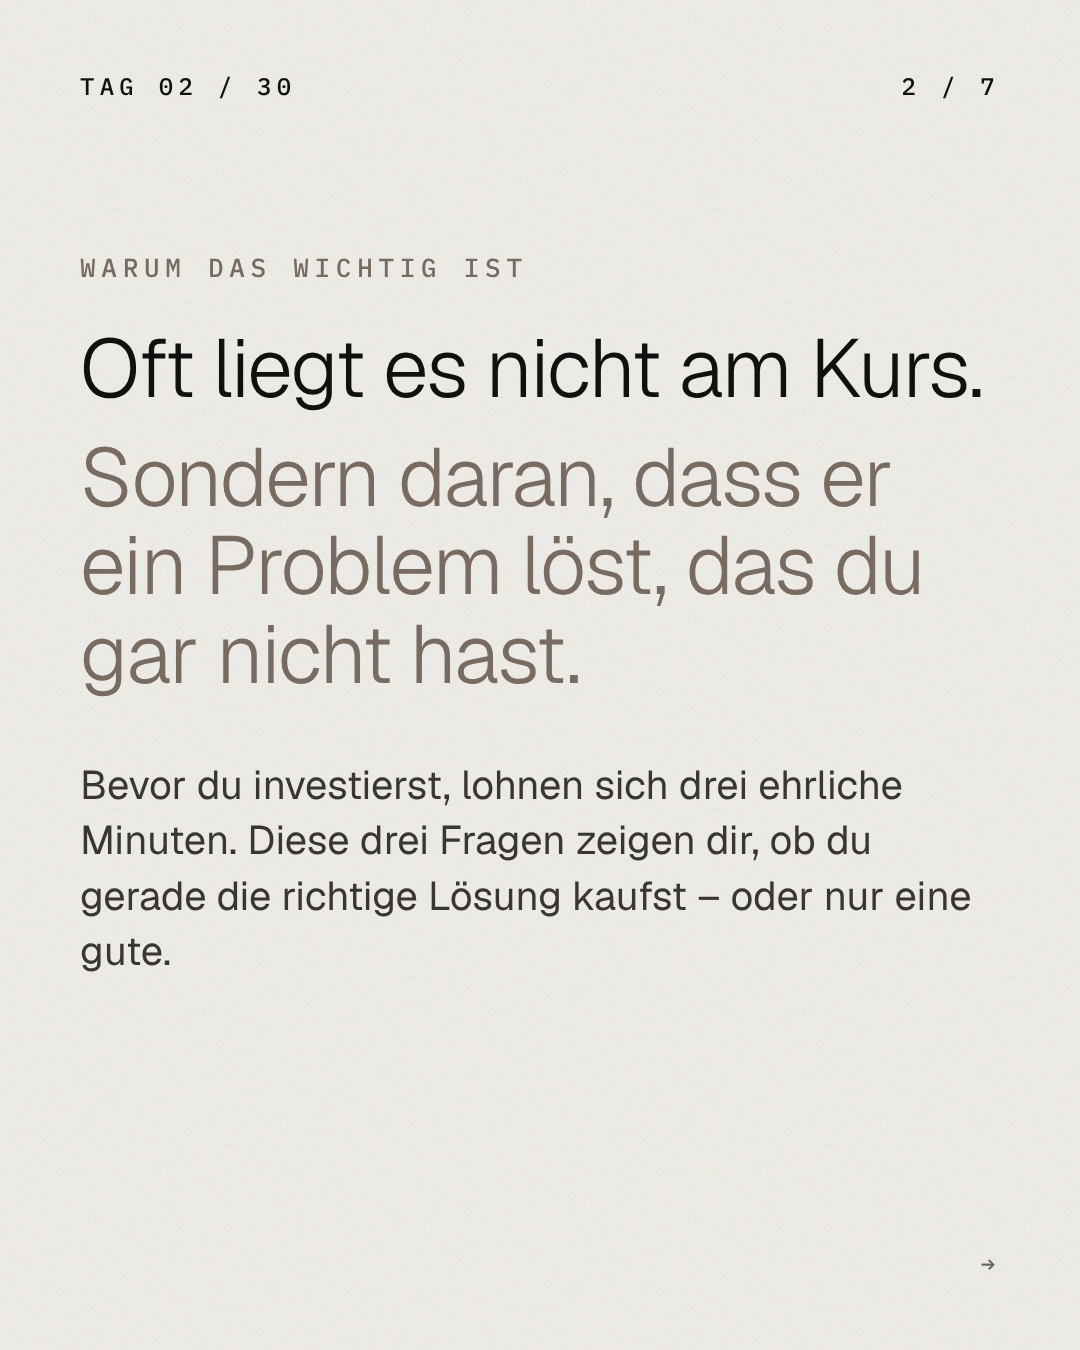 TAG 02 / 30
2 / 7
WARUM DAS WICHTIG IST
Oft liegt es nicht am Kurs.
Sondern daran, dass er
ein Problem löst, das du
gar nicht hast.
Bevor du investierst, lohnen sich drei ehrliche
Minuten. Diese drei Fragen zeigen dir, ob du
gerade die richtige Lösung kaufst – oder nur eine
gute.
→